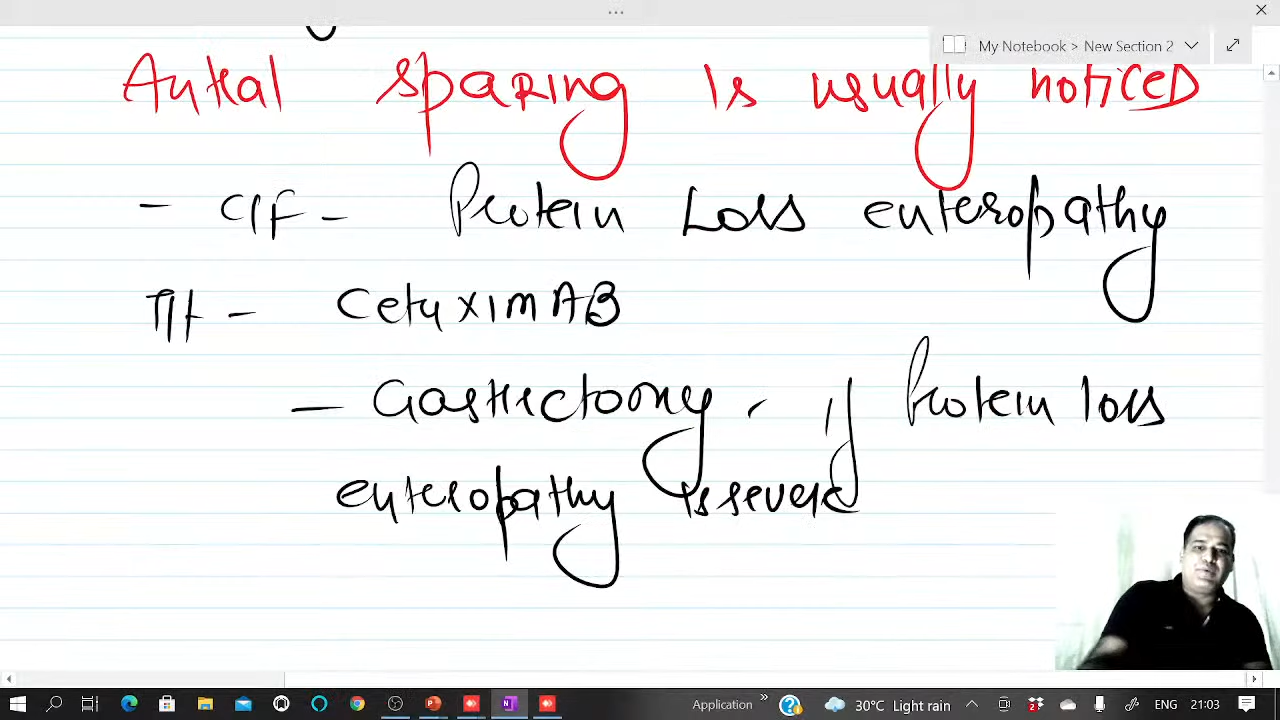 My Notebook > New Section 2
Antral sparing is usually noticed
- C/F - Protein Loss enteropathy
T/t - CetuxiMAB
- Gastrectomy, if Protein loss
enteropathy is severe
Application
30°C Light rain
ENG
21:03